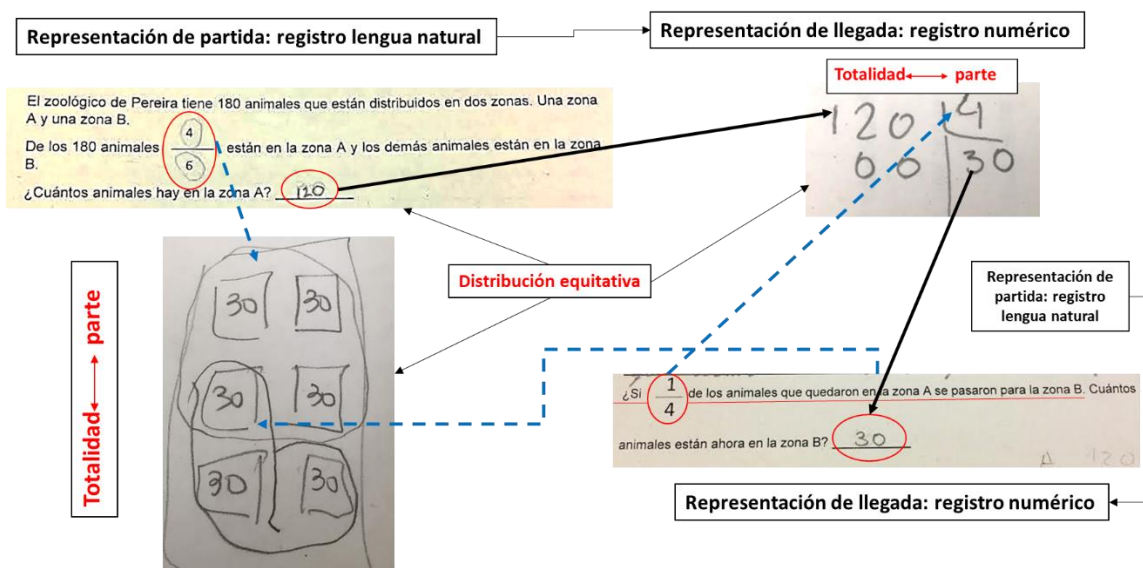 Representación de partida: registro lengua natural
Representación de llegada: registro numérico
Totalidad parte
El zoológico de Pereira tiene 180 animales que están distribuidos en dos zonas. Una zona
A y una zona B.
De los 180 animales 4/6 están en la zona A y los demás animales están en la zona
B.
¿Cuántos animales hay en la zona A? 120
120 4
00 30
Totalidad parte
30 30
30 30
30 30
Distribución equitativa
Representación de
partida: registro
lengua natural
¿Si 1/4 de los animales que quedaron en la zona A se pasaron para la zona B. Cuántos
animales están ahora en la zona B? 30
A 120
Representación de llegada: registro numérico